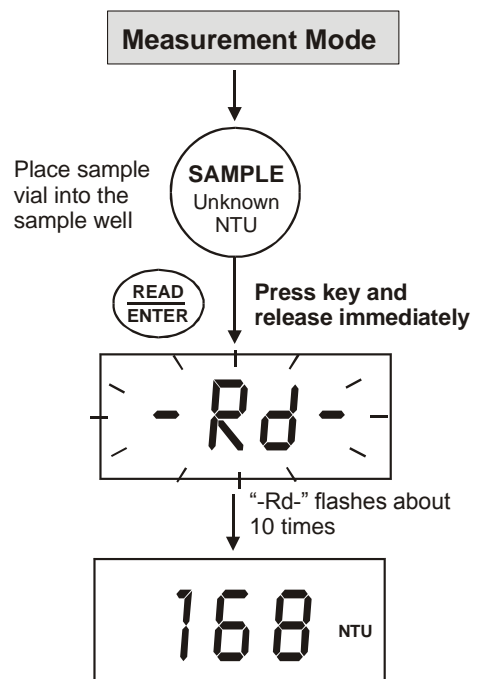 Measurement Mode
Place sample
vial into the
sample well
SAMPLE
Unknown
NTU
READ
ENTER
Press key and
release immediately
-Rd-
“-Rd-” flashes about
10 times
168 NTU